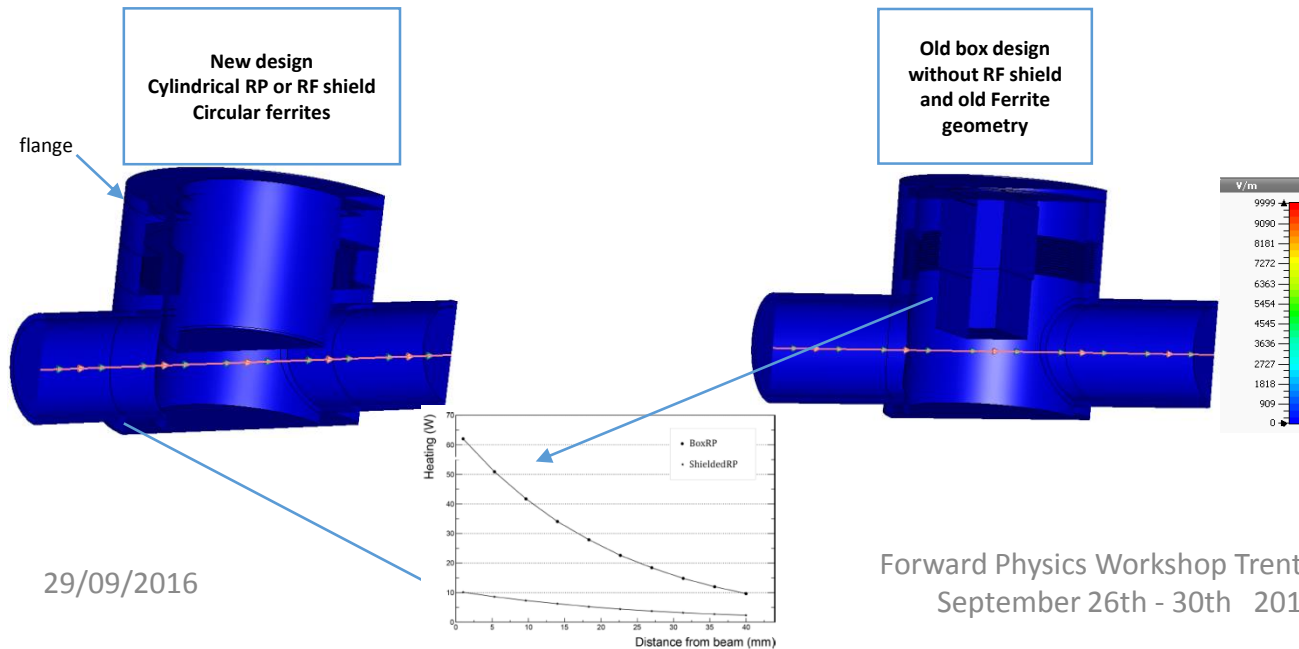 New design
Cylindrical RP or RF shield
Circular ferrites
flange
Old box design
without RF shield
and old Ferrite
geometry
V/m
9999
9090
8181
7272
6363
5454
4545
3636
2727
1818
909
0
Heating (W)
70
60
50
40
30
20
10
0
BoxRP
ShieldedRP
0 5 10 15 20 25 30 35 40
Distance from beam (mm)
29/09/2016
Forward Physics Workshop Trent
September 26th - 30th 201